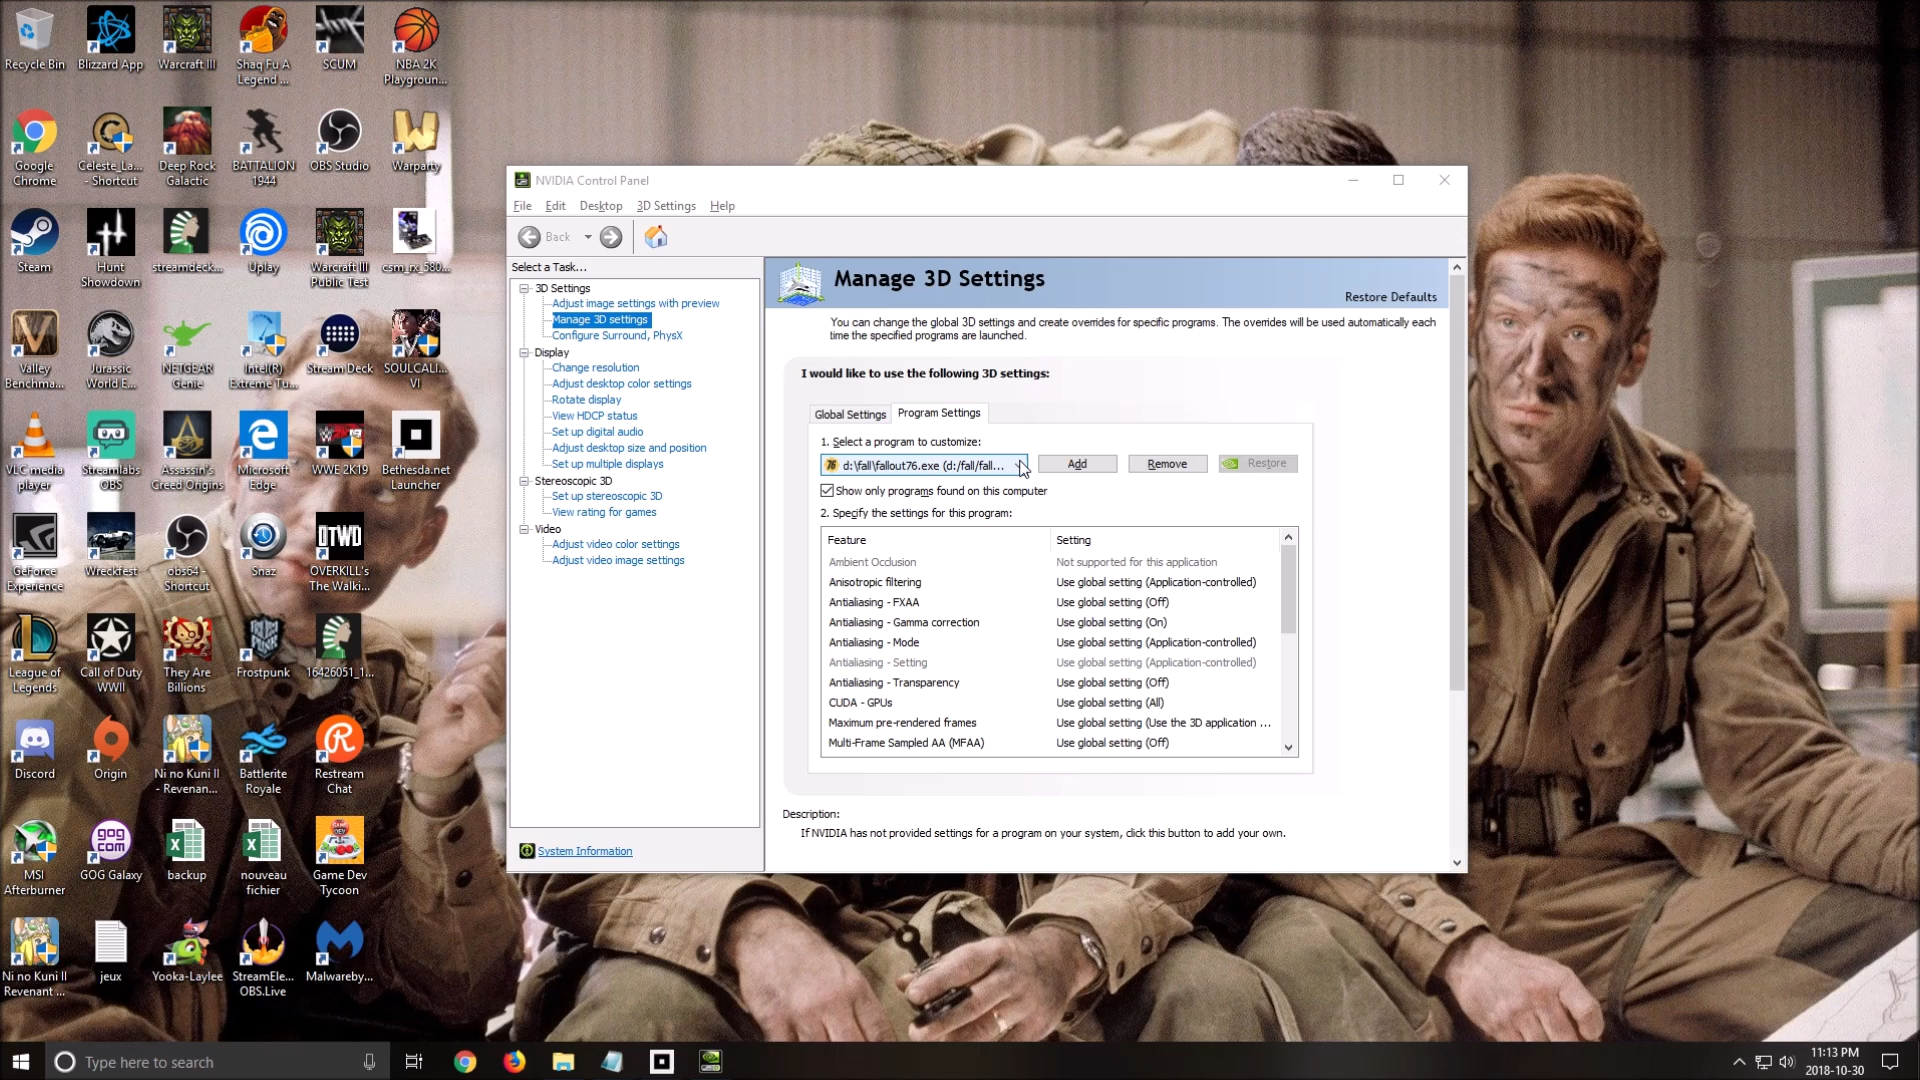 Recycle Bin
Blizzard App
Warcraft III
Shaq Fu A
Legend ...
SCUM
NBA 2K
Playgroun...
Google
Chrome
Celeste_La...
- Shortcut
Deep Rock
Galactic
BATTALION
1944
OBS Studio
Warparty
Steam
Hunt
Showdown
streamdeck...
Uplay
Warcraft III
Public Test
csm_rx_580...
Valley
Benchma...
Jurassic
World E...
NETGEAR
Genie
Intel(R)
Extreme Tu...
Stream Deck
SOULCALI...
VI
VLC media
player
Streamlabs
OBS
Assassin's
Creed Origins
Microsoft
Edge
WWE 2K19
Bethesda.net
Launcher
GeForce
Experience
Wreckfest
obs64 -
Shortcut
Snaz
OTWD
OVERKILL's
The Walki...
League of
Legends
Call of Duty
WWII
They Are
Billions
Frostpunk
16426051_1...
Discord
Origin
Ni no Kuni II
- Revenan...
Battlerite
Royale
Restream
Chat
MSI
Afterburner
gog
com
GOG Galaxy
backup
nouveau
fichier
Game Dev
Tycoon
Ni no Kuni II
Revenant ...
jeux
Yooka-Laylee
StreamEle...
OBS.Live
Malwareby...
NVIDIA Control Panel
File Edit Desktop 3D Settings Help
Back
Select a Task...
3D Settings
Adjust image settings with preview
Manage 3D settings
Configure Surround, PhysX
Display
Change resolution
Adjust desktop color settings
Rotate display
View HDCP status
Set up digital audio
Adjust desktop size and position
Set up multiple displays
Stereoscopic 3D
Set up stereoscopic 3D
View rating for games
Video
Adjust video color settings
Adjust video image settings
System Information
Manage 3D Settings
Restore Defaults
You can change the global 3D settings and create overrides for specific programs. The overrides will be used automatically each
time the specified programs are launched.
I would like to use the following 3D settings:
Global Settings Program Settings
1. Select a program to customize:
76 d:\fall\fallout76.exe (d:/fall/fall... Add Remove Restore
Show only programs found on this computer
2. Specify the settings for this program:
Feature Setting
Ambient Occlusion Not supported for this application
Anisotropic filtering Use global setting (Application-controlled)
Antialiasing - FXAA Use global setting (Off)
Antialiasing - Gamma correction Use global setting (On)
Antialiasing - Mode Use global setting (Application-controlled)
Antialiasing - Setting Use global setting (Application-controlled)
Antialiasing - Transparency Use global setting (Off)
CUDA - GPUs Use global setting (All)
Maximum pre-rendered frames Use global setting (Use the 3D application ...
Multi-Frame Sampled AA (MFAA) Use global setting (Off)
Description:
If NVIDIA has not provided settings for a program on your system, click this button to add your own.
Type here to search
11:13 PM
2018-10-30